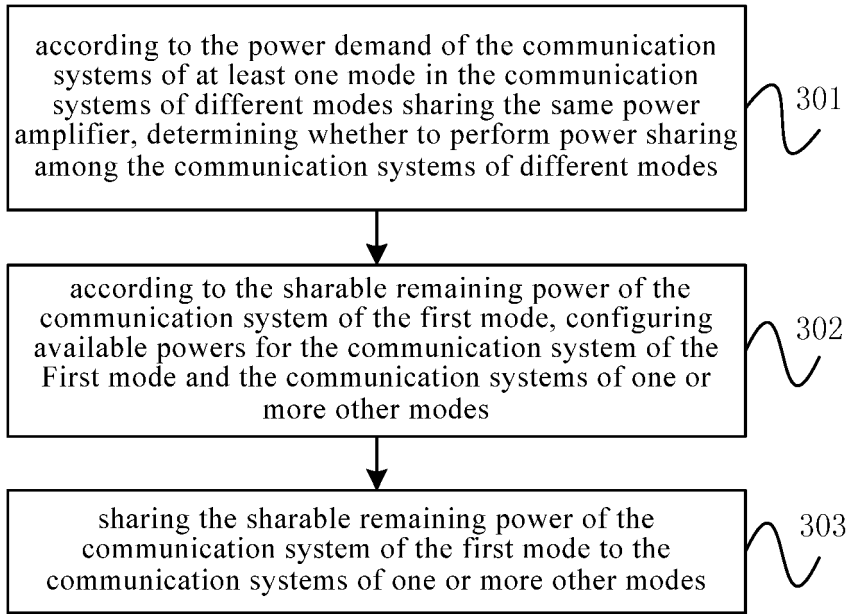 according to the power demand of the communication
systems of at least one mode in the communication
systems of different modes sharing the same power
amplifier, determining whether to perform power sharing
among the communication systems of different modes
301
according to the sharable remaining power of the
communication system of the first mode, configuring
available powers for the communication system of the
First mode and the communication systems of one or
more other modes
302
sharing the sharable remaining power of the
communication system of the first mode to the
communication systems of one or more other modes
303